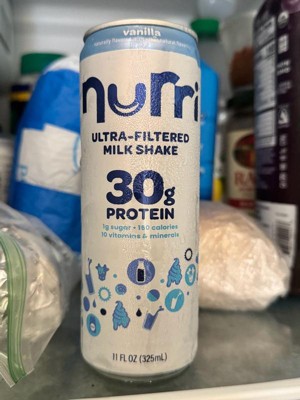 vanilla
nurri
ULTRA-FILTERED
MILK SHAKE
30g
PROTEIN
1g sugar • 150 calories
10 vitamins & minerals
11 FL OZ (325mL)